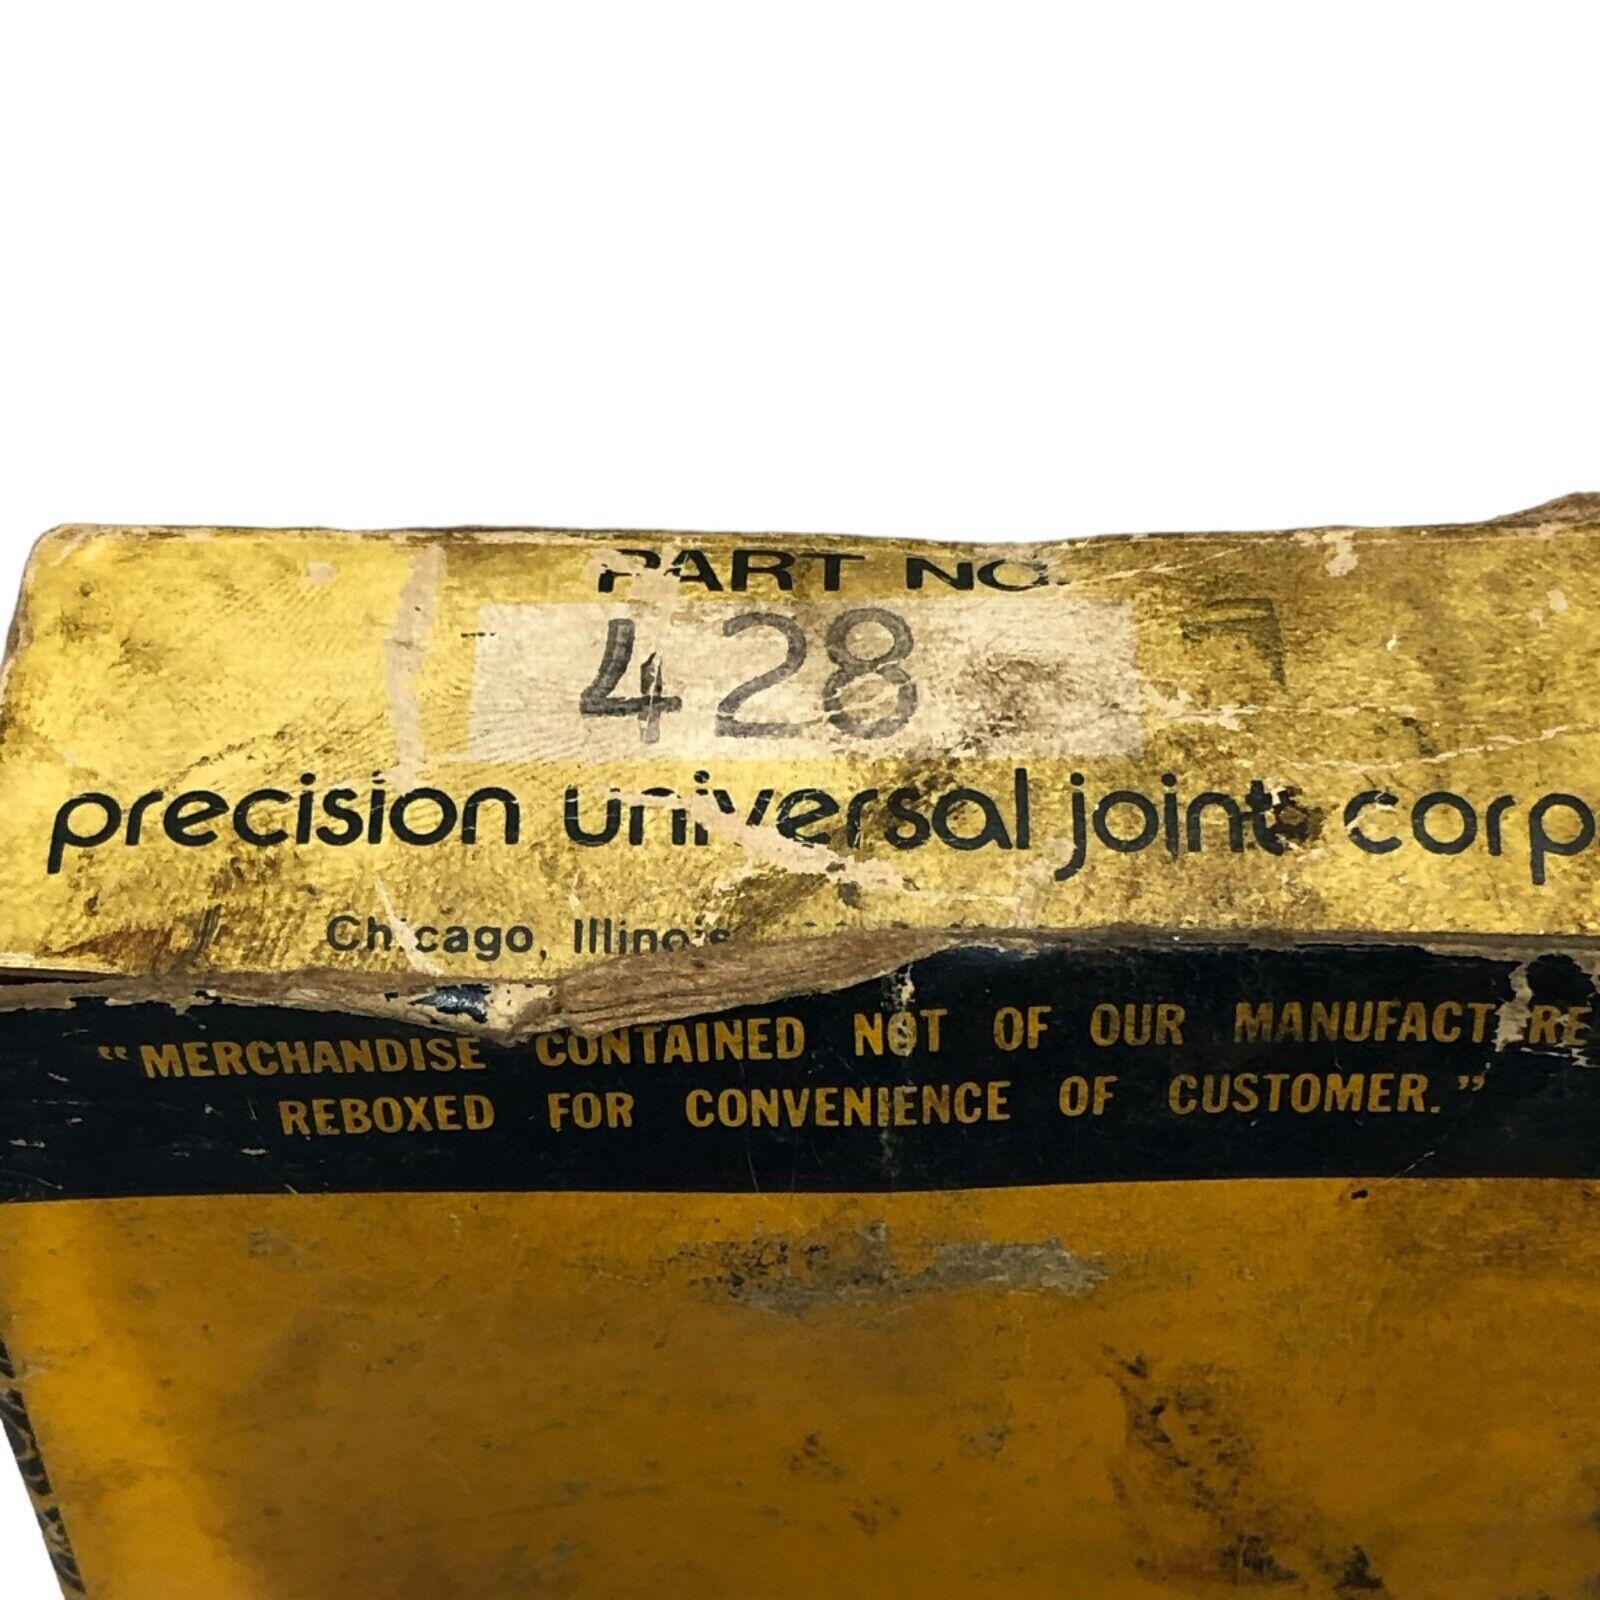 PART NO.
428
precision universal joint corp
Chicago, Illinois
“MERCHANDISE CONTAINED NOT OF OUR MANUFACTURE
REBOXED FOR CONVENIENCE OF CUSTOMER.”